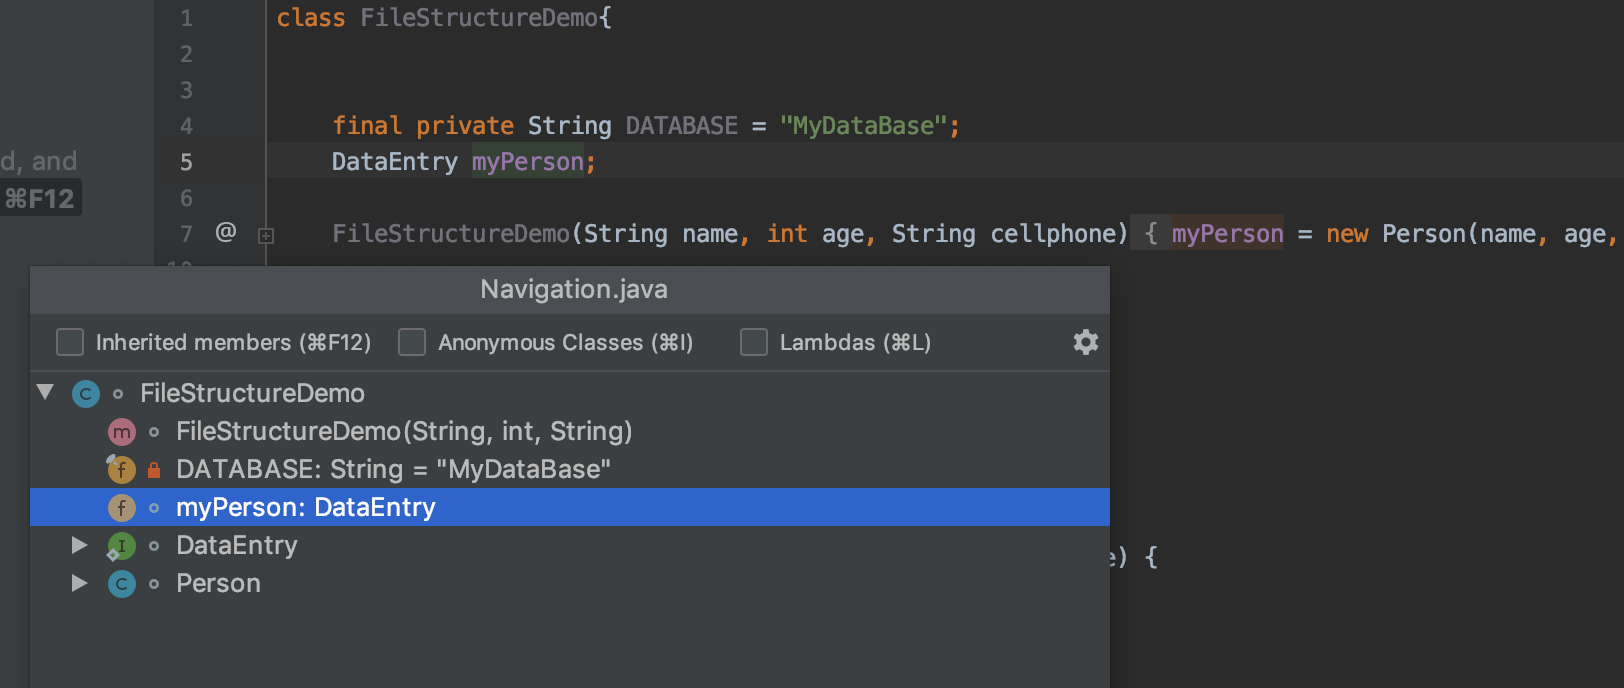 1 class FileStructureDemo{
2
3
4 final private String DATABASE = "MyDataBase";
d, and
5 DataEntry myPerson;
⌘F12
6
7 @ FileStructureDemo(String name, int age, String cellphone) { myPerson = new Person(name, age,
10
Navigation.java
Inherited members (⌘F12) Anonymous Classes (⌘I) Lambdas (⌘L)
C FileStructureDemo
m FileStructureDemo(String, int, String)
f DATABASE: String = "MyDataBase"
f myPerson: DataEntry
I DataEntry
e) {
C Person